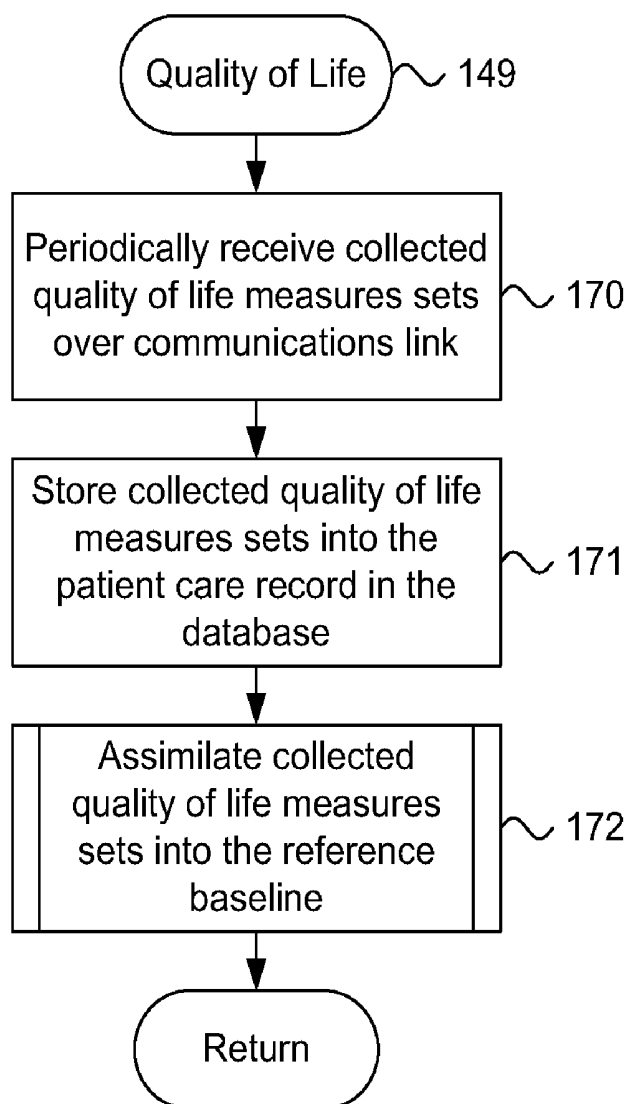 Quality of Life
149
Periodically receive collected
quality of life measures sets
over communications link
170
Store collected quality of life
measures sets into the
patient care record in the
database
171
Assimilate collected
quality of life measures
sets into the reference
baseline
172
Return